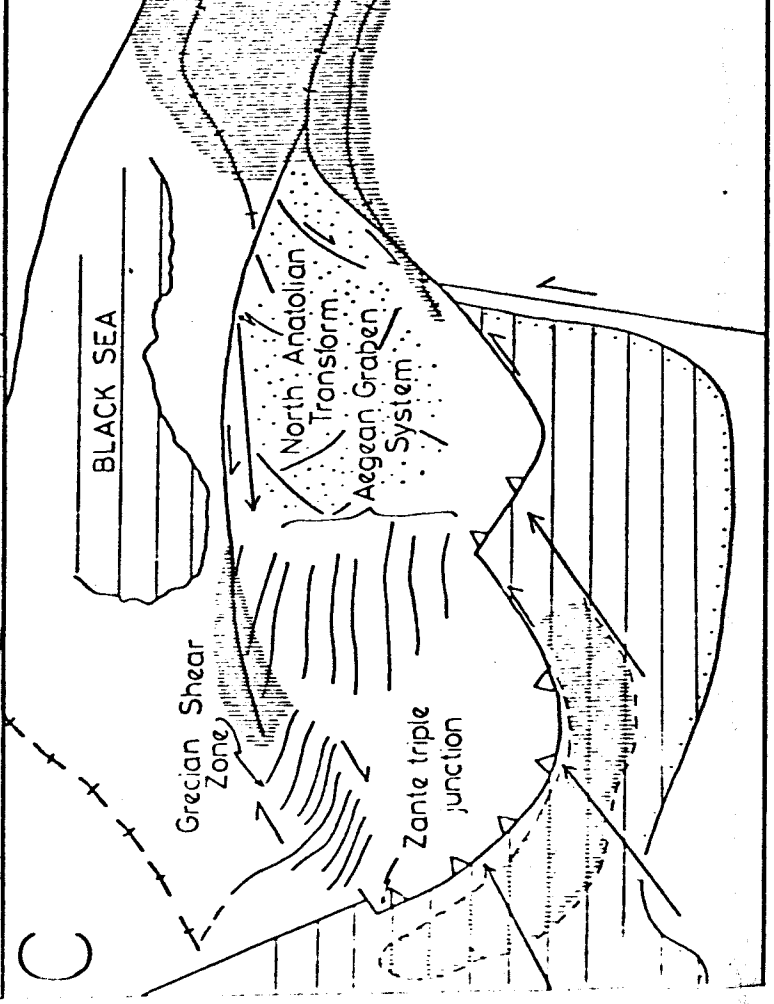 C
BLACK SEA
Grecian Shear
Zone
North Anatolian
Transform
Aegean Graben
System
Zante triple
junction